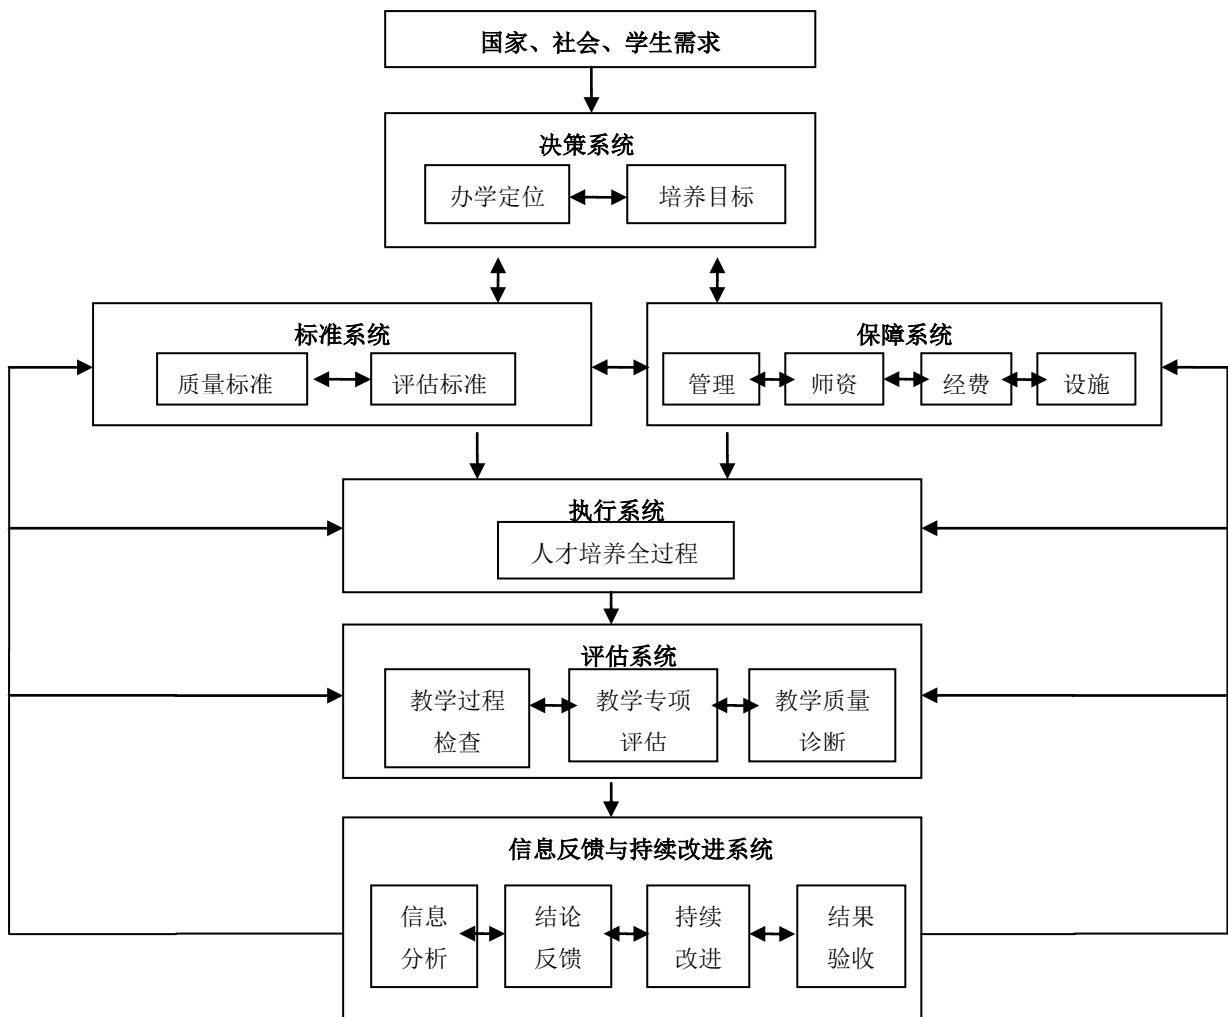 国家、社会、学生需求
决策系统
办学定位
培养目标
标准系统
质量标准
评估标准
保障系统
管理
师资
经费
设施
执行系统
人才培养全过程
评估系统
教学过程
检查
教学专项
评估
教学质量
诊断
信息反馈与持续改进系统
信息
分析
结论
反馈
持续
改进
结果
验收